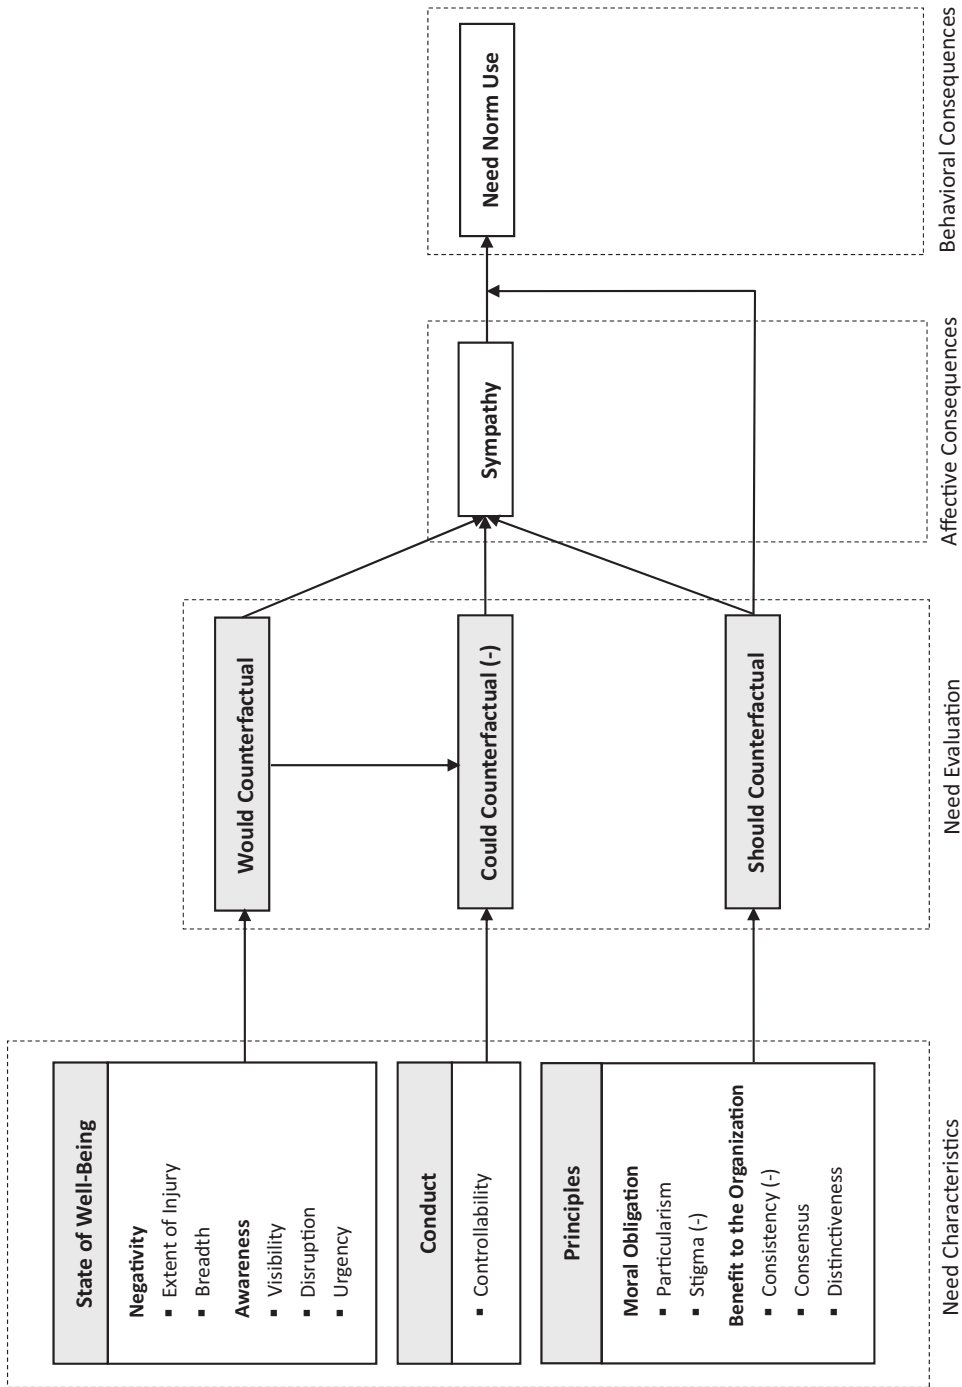 State of Well-Being
Negativity
▪ Extent of Injury
▪ Breadth
Awareness
▪ Visibility
▪ Disruption
▪ Urgency
Conduct
▪ Controllability
Principles
Moral Obligation
▪ Particularism
▪ Stigma (-)
Benefit to the Organization
▪ Consistency (-)
▪ Consensus
▪ Distinctiveness
Need Characteristics
Would Counterfactual
Could Counterfactual (-)
Should Counterfactual
Need Evaluation
Sympathy
Affective Consequences
Need Norm Use
Behavioral Consequences